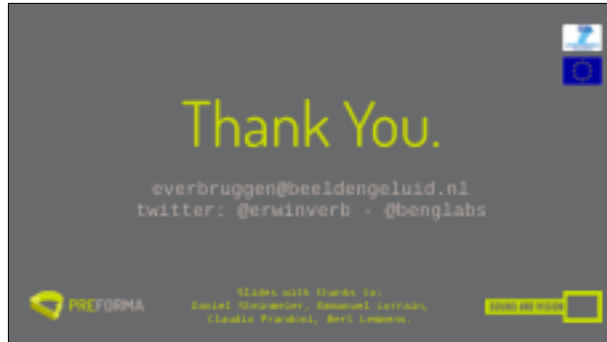 Thank You.
everbruggen@beeldengeluid.nl
twitter: @erwinverb - @benglabs
Slides with thanks to:
Daniel Steinmeier, Emmanuel Lorrain,
Claudia Prandoni, Bert Lemmens.
PREFORMA
SOUND AND VISION